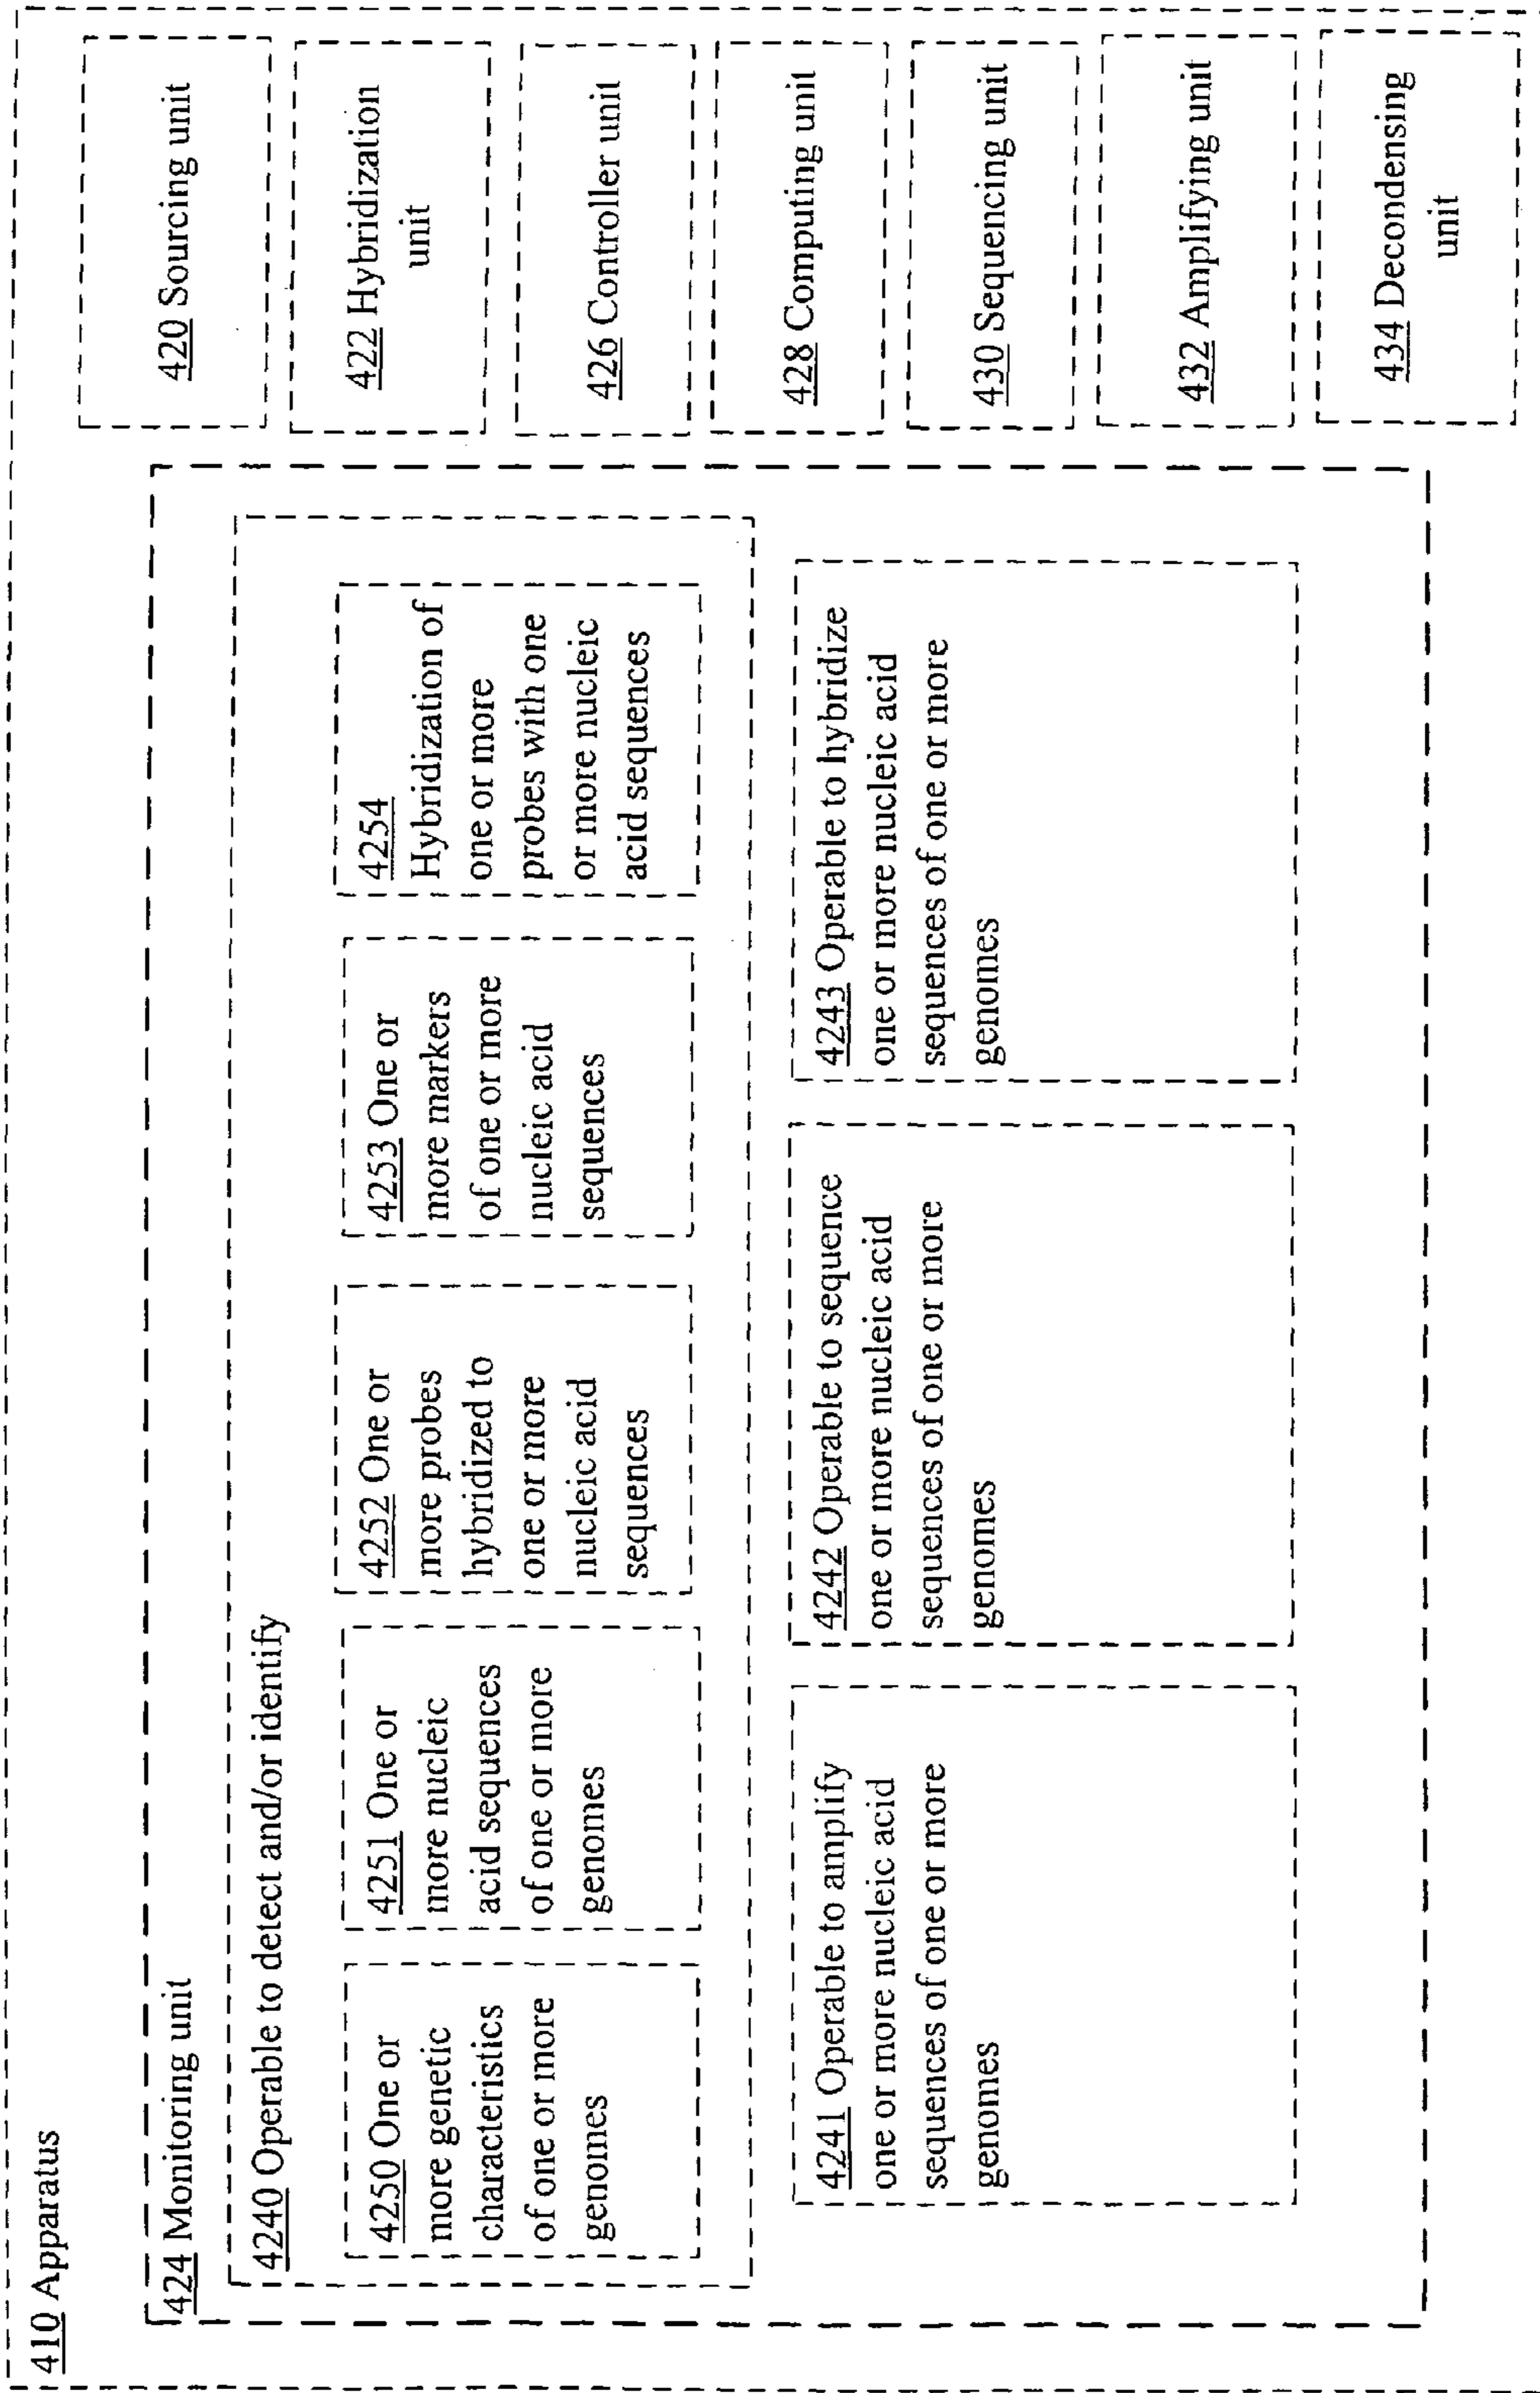 410 Apparatus
424 Monitoring unit
4240 Operable to detect and/or identify
4250 One or
more genetic
characteristics
of one or more
genomes
4251 One or
more nucleic
acid sequences
of one or more
genomes
4252 One or
more probes
hybridized to
one or more
nucleic acid
sequences
4253 One or
more markers
of one or more
nucleic acid
sequences
4254
Hybridization of
one or more
probes with one
or more nucleic
acid sequences
4241 Operable to amplify
one or more nucleic acid
sequences of one or more
genomes
4242 Operable to sequence
one or more nucleic acid
sequences of one or more
genomes
4243 Operable to hybridize
one or more nucleic acid
sequences of one or more
genomes
420 Sourcing unit
422 Hybridization
unit
426 Controller unit
428 Computing unit
430 Sequencing unit
432 Amplifying unit
434 Decondensing
unit